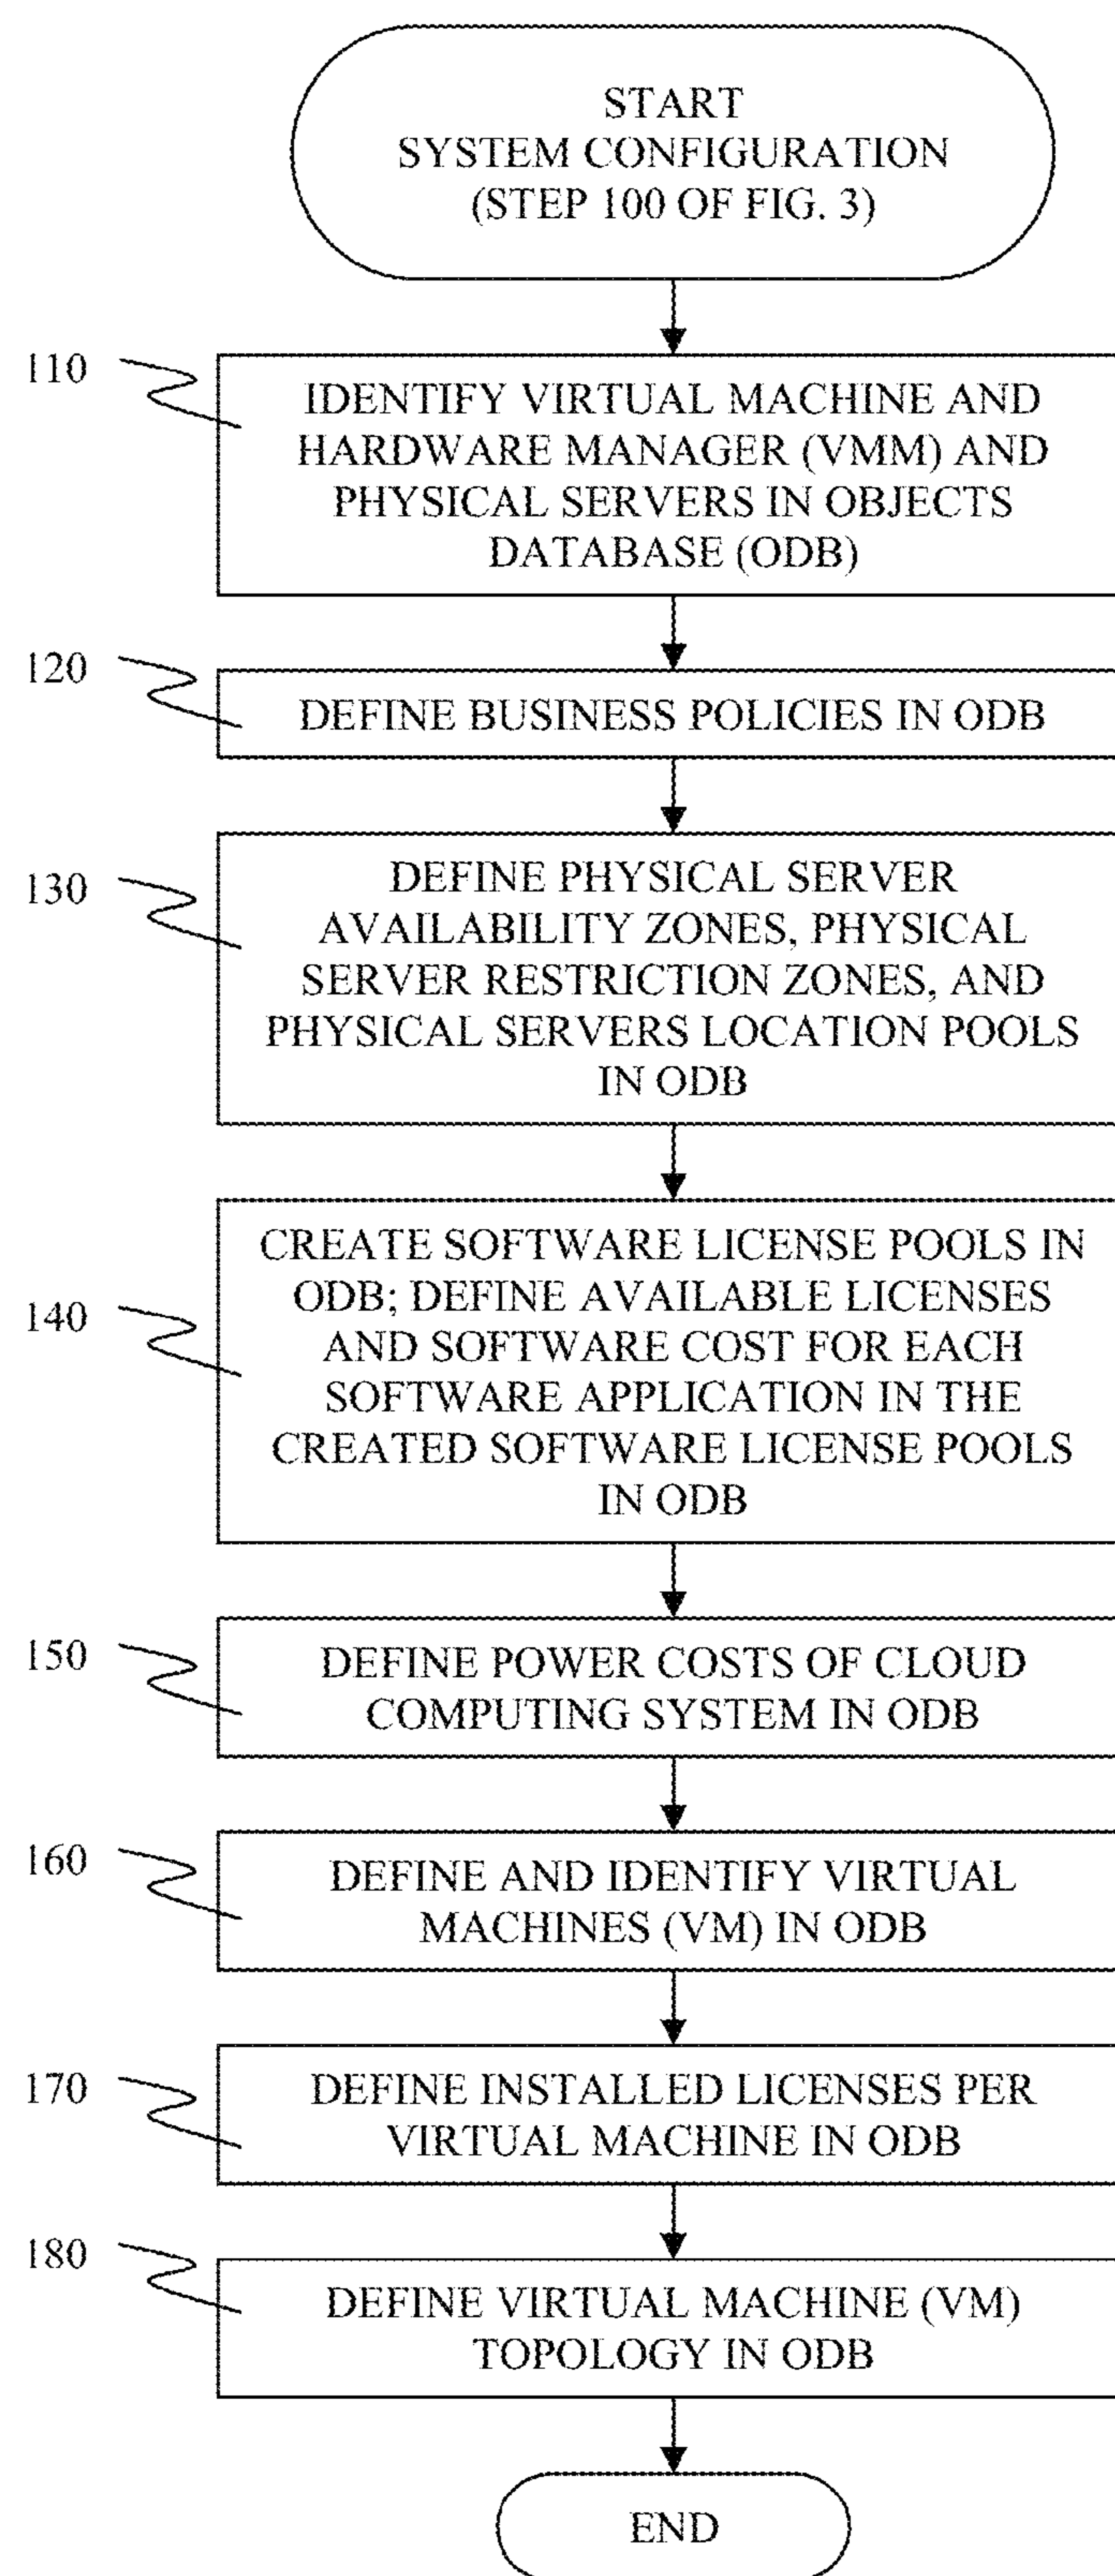 START
SYSTEM CONFIGURATION
(STEP 100 OF FIG. 3)
110
IDENTIFY VIRTUAL MACHINE AND
HARDWARE MANAGER (VMM) AND
PHYSICAL SERVERS IN OBJECTS
DATABASE (ODB)
120
DEFINE BUSINESS POLICIES IN ODB
130
DEFINE PHYSICAL SERVER
AVAILABILITY ZONES, PHYSICAL
SERVER RESTRICTION ZONES, AND
PHYSICAL SERVERS LOCATION POOLS
IN ODB
140
CREATE SOFTWARE LICENSE POOLS IN
ODB; DEFINE AVAILABLE LICENSES
AND SOFTWARE COST FOR EACH
SOFTWARE APPLICATION IN THE
CREATED SOFTWARE LICENSE POOLS
IN ODB
150
DEFINE POWER COSTS OF CLOUD
COMPUTING SYSTEM IN ODB
160
DEFINE AND IDENTIFY VIRTUAL
MACHINES (VM) IN ODB
170
DEFINE INSTALLED LICENSES PER
VIRTUAL MACHINE IN ODB
180
DEFINE VIRTUAL MACHINE (VM)
TOPOLOGY IN ODB
END